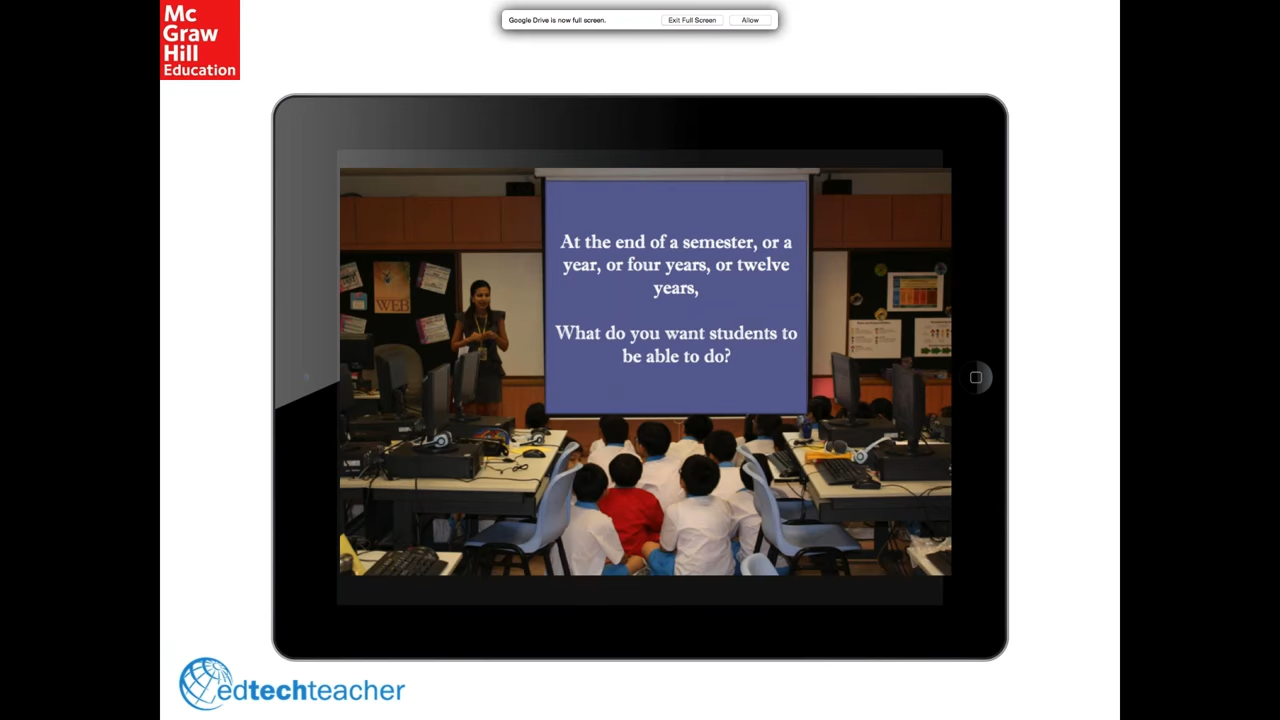 Mc
Graw
Hill
Education
Google Drive is now full screen.
Exit Full Screen
Allow
At the end of a semester, or a
year, or four years, or twelve
years,
What do you want students to
be able to do?
WEB
edtechteacher